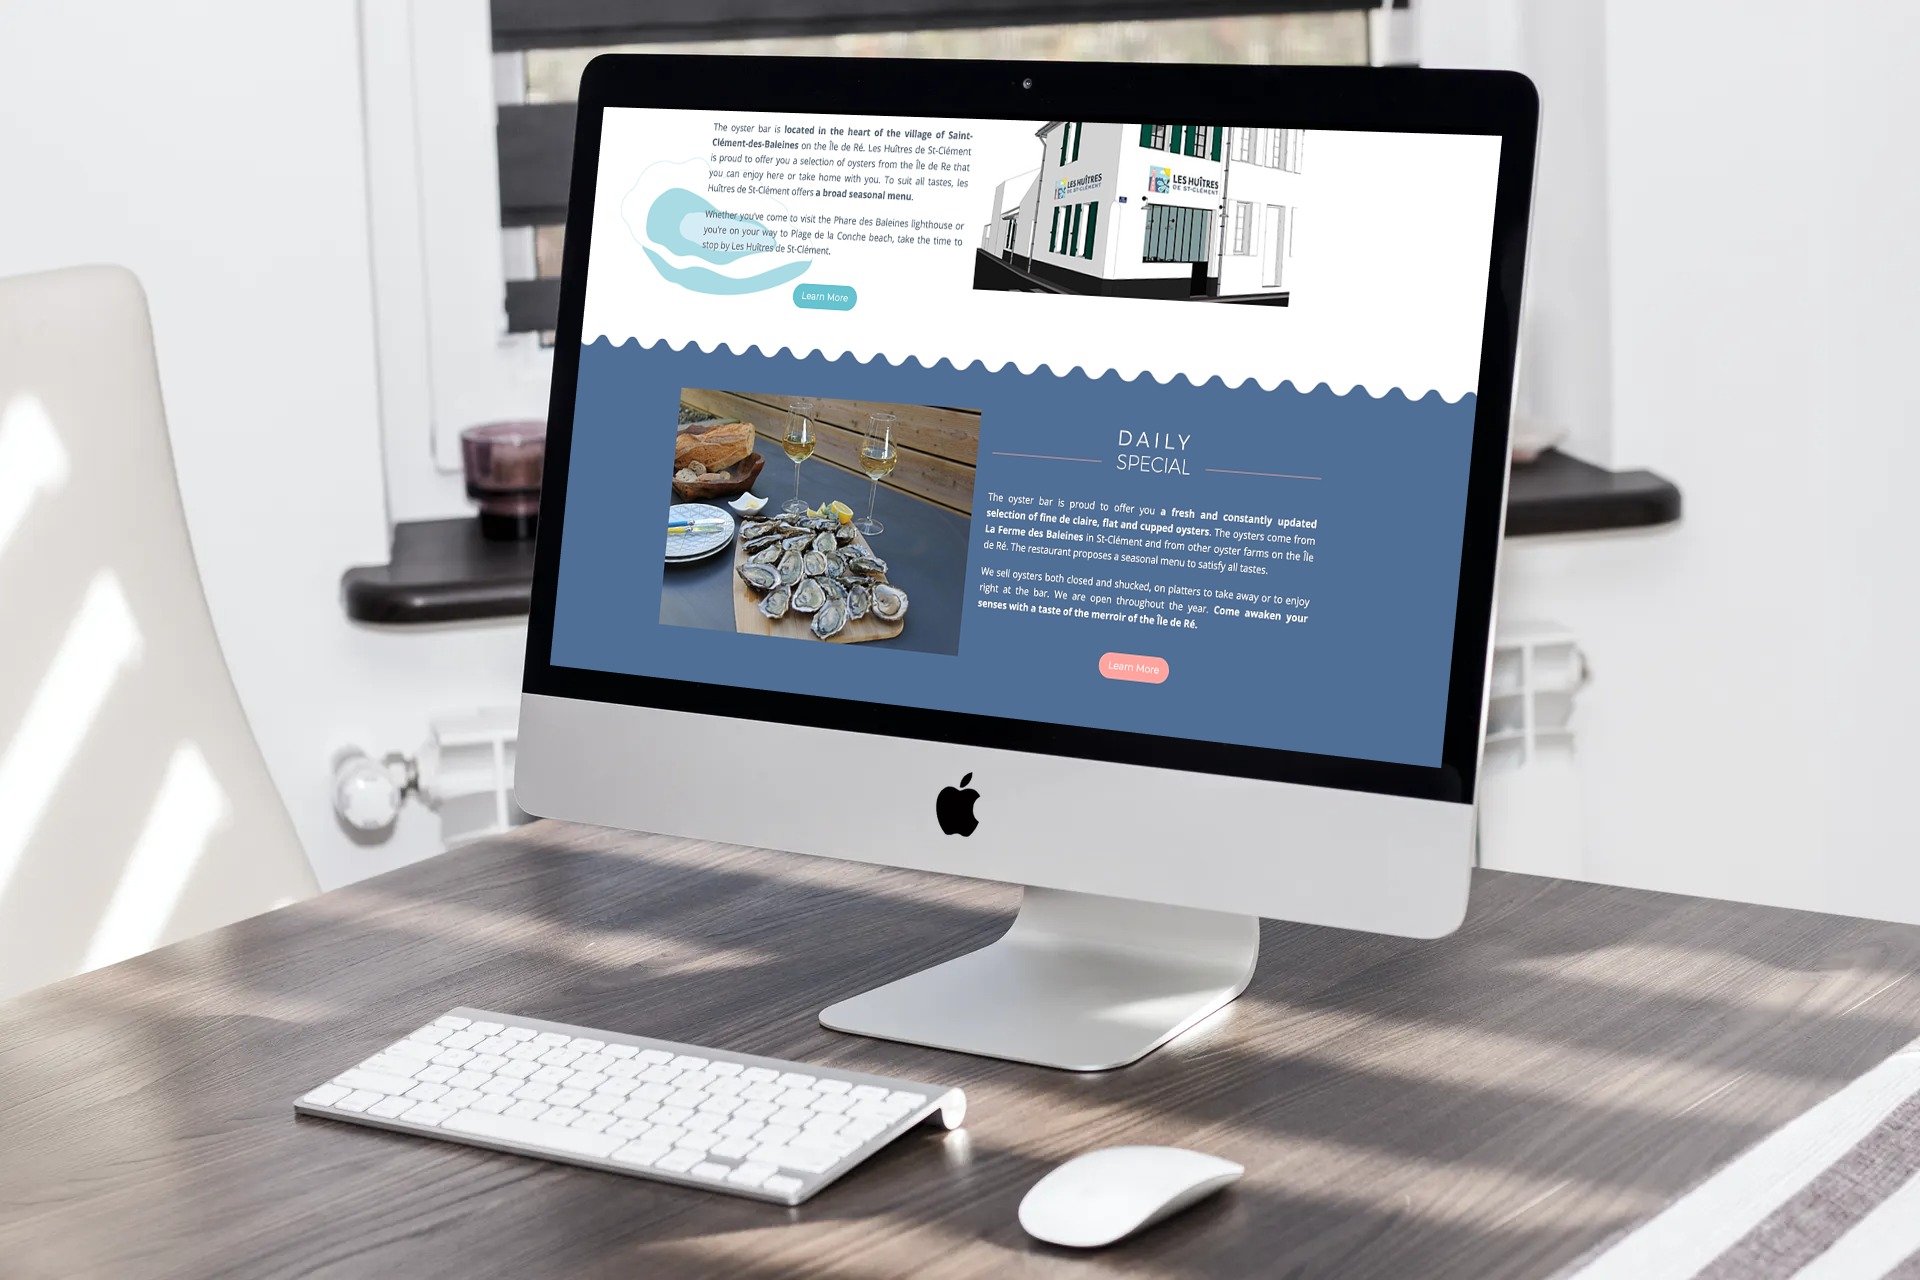 The oyster bar is located in the heart of the village of Saint-
Clément-des-Baleines on the Île de Ré. Les Huîtres de St-Clément
is proud to offer you a selection of oysters from the Île de Re that
you can enjoy here or take home with you. To suit all tastes, les
Huîtres de St-Clément offers a broad seasonal menu.
Whether you've come to visit the Phare des Baleines lighthouse or
you're on your way to Plage de la Conche beach, take the time to
stop by Les Huîtres de St-Clément.
Learn More
LES HUÎTRES
DE ST-CLÉMENT
LES HUÎTRES
DE ST-CLÉMENT
DAILY
SPECIAL
The oyster bar is proud to offer you a fresh and constantly updated
selection of fine de claire, flat and cupped oysters. The oysters come from
La Ferme des Baleines in St-Clément and from other oyster farms on the Île
de Ré. The restaurant proposes a seasonal menu to satisfy all tastes.
We sell oysters both closed and shucked, on platters to take away or to enjoy
right at the bar. We are open throughout the year. Come awaken your
senses with a taste of the merroir of the Île de Ré.
Learn More